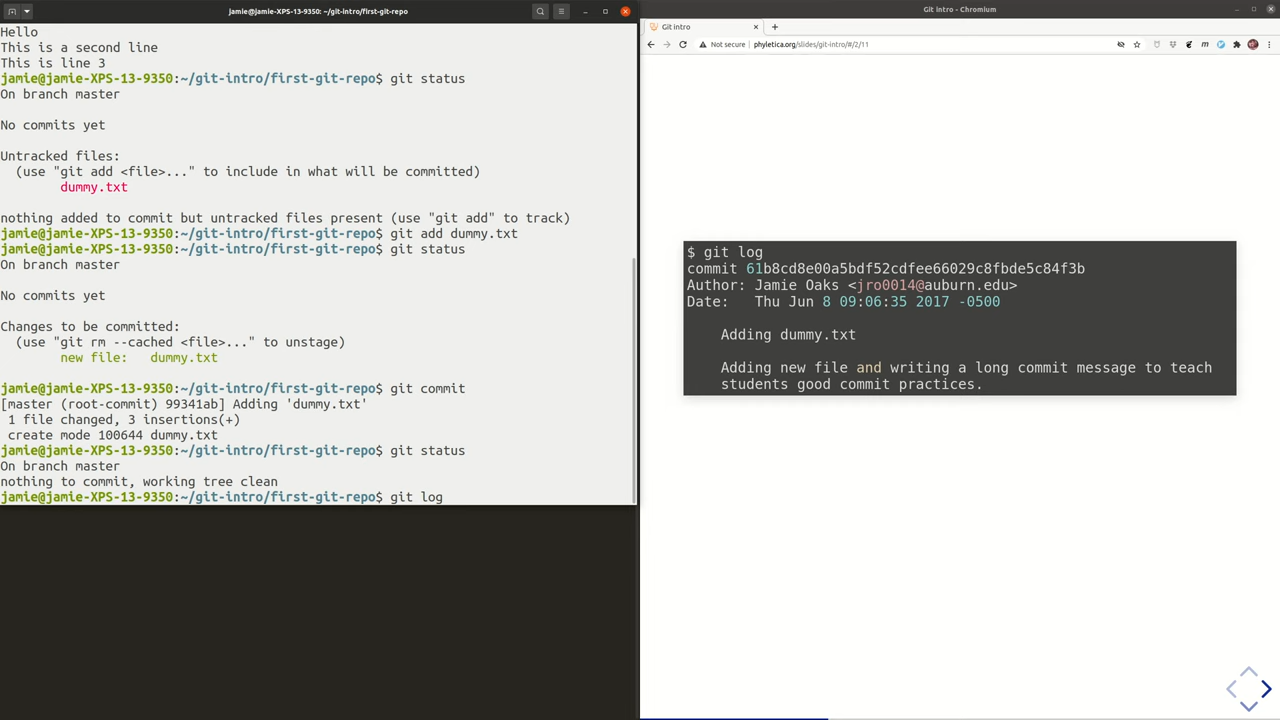 jamie@jamie-XPS-13-9350: ~/git-intro/first-git-repo
Hello
This is a second line
This is line 3
jamie@jamie-XPS-13-9350:~/git-intro/first-git-repo$ git status
On branch master
No commits yet
Untracked files:
(use "git add <file>..." to include in what will be committed)
dummy.txt
nothing added to commit but untracked files present (use "git add" to track)
jamie@jamie-XPS-13-9350:~/git-intro/first-git-repo$ git add dummy.txt
jamie@jamie-XPS-13-9350:~/git-intro/first-git-repo$ git status
On branch master
No commits yet
Changes to be committed:
(use "git rm --cached <file>..." to unstage)
new file:   dummy.txt
jamie@jamie-XPS-13-9350:~/git-intro/first-git-repo$ git commit
[master (root-commit) 99341ab] Adding 'dummy.txt'
1 file changed, 3 insertions(+)
create mode 100644 dummy.txt
jamie@jamie-XPS-13-9350:~/git-intro/first-git-repo$ git status
On branch master
nothing to commit, working tree clean
jamie@jamie-XPS-13-9350:~/git-intro/first-git-repo$ git log
Git intro - Chromium
Git intro
Not secure | phyletica.org/slides/git-intro/#/2/11
$ git log
commit 61b8cd8e00a5bdf52cdfee66029c8fbde5c84f3b
Author: Jamie Oaks <jro0014@auburn.edu>
Date:   Thu Jun 8 09:06:35 2017 -0500
Adding dummy.txt
Adding new file and writing a long commit message to teach
students good commit practices.